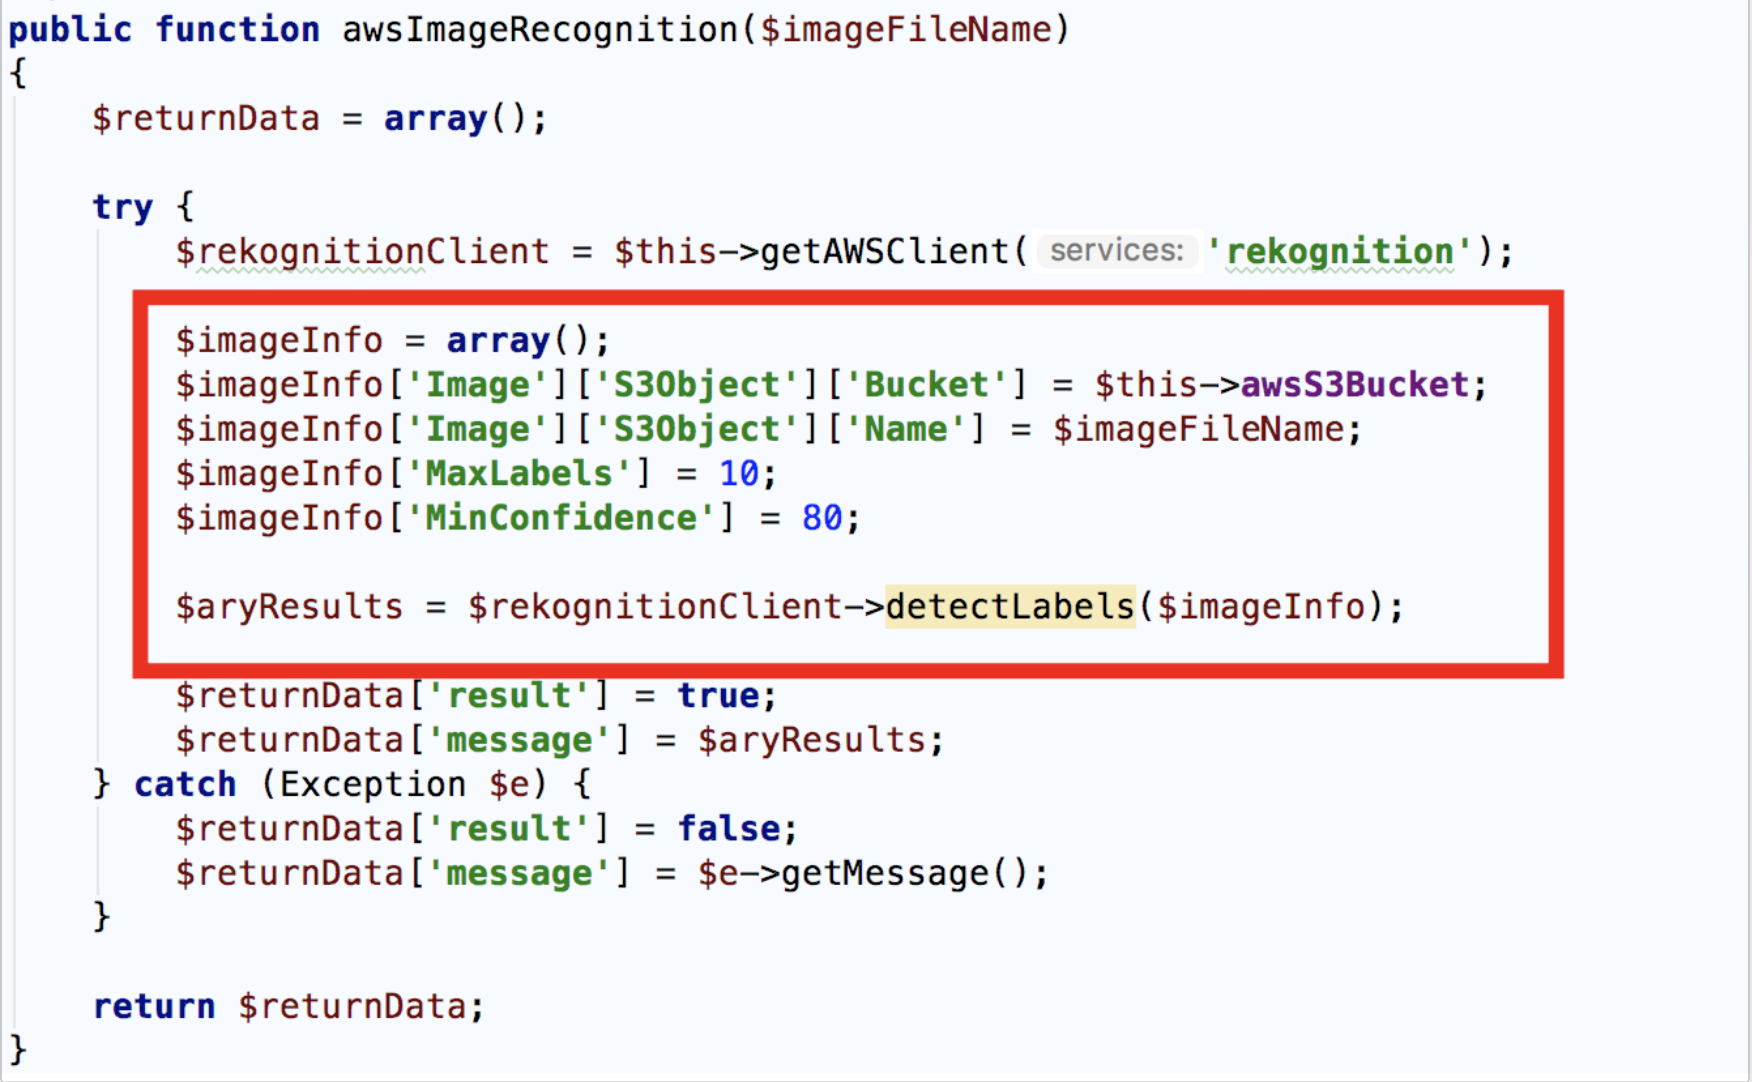 public function awsImageRecognition($imageFileName)
{
    $returnData = array();
    try {
        $rekognitionClient = $this->getAWSClient( services: 'rekognition');
        $imageInfo = array();
        $imageInfo['Image']['S3Object']['Bucket'] = $this->awsS3Bucket;
        $imageInfo['Image']['S3Object']['Name'] = $imageFileName;
        $imageInfo['MaxLabels'] = 10;
        $imageInfo['MinConfidence'] = 80;
        $aryResults = $rekognitionClient->detectLabels($imageInfo);
        $returnData['result'] = true;
        $returnData['message'] = $aryResults;
    } catch (Exception $e) {
        $returnData['result'] = false;
        $returnData['message'] = $e->getMessage();
    }
    return $returnData;
}